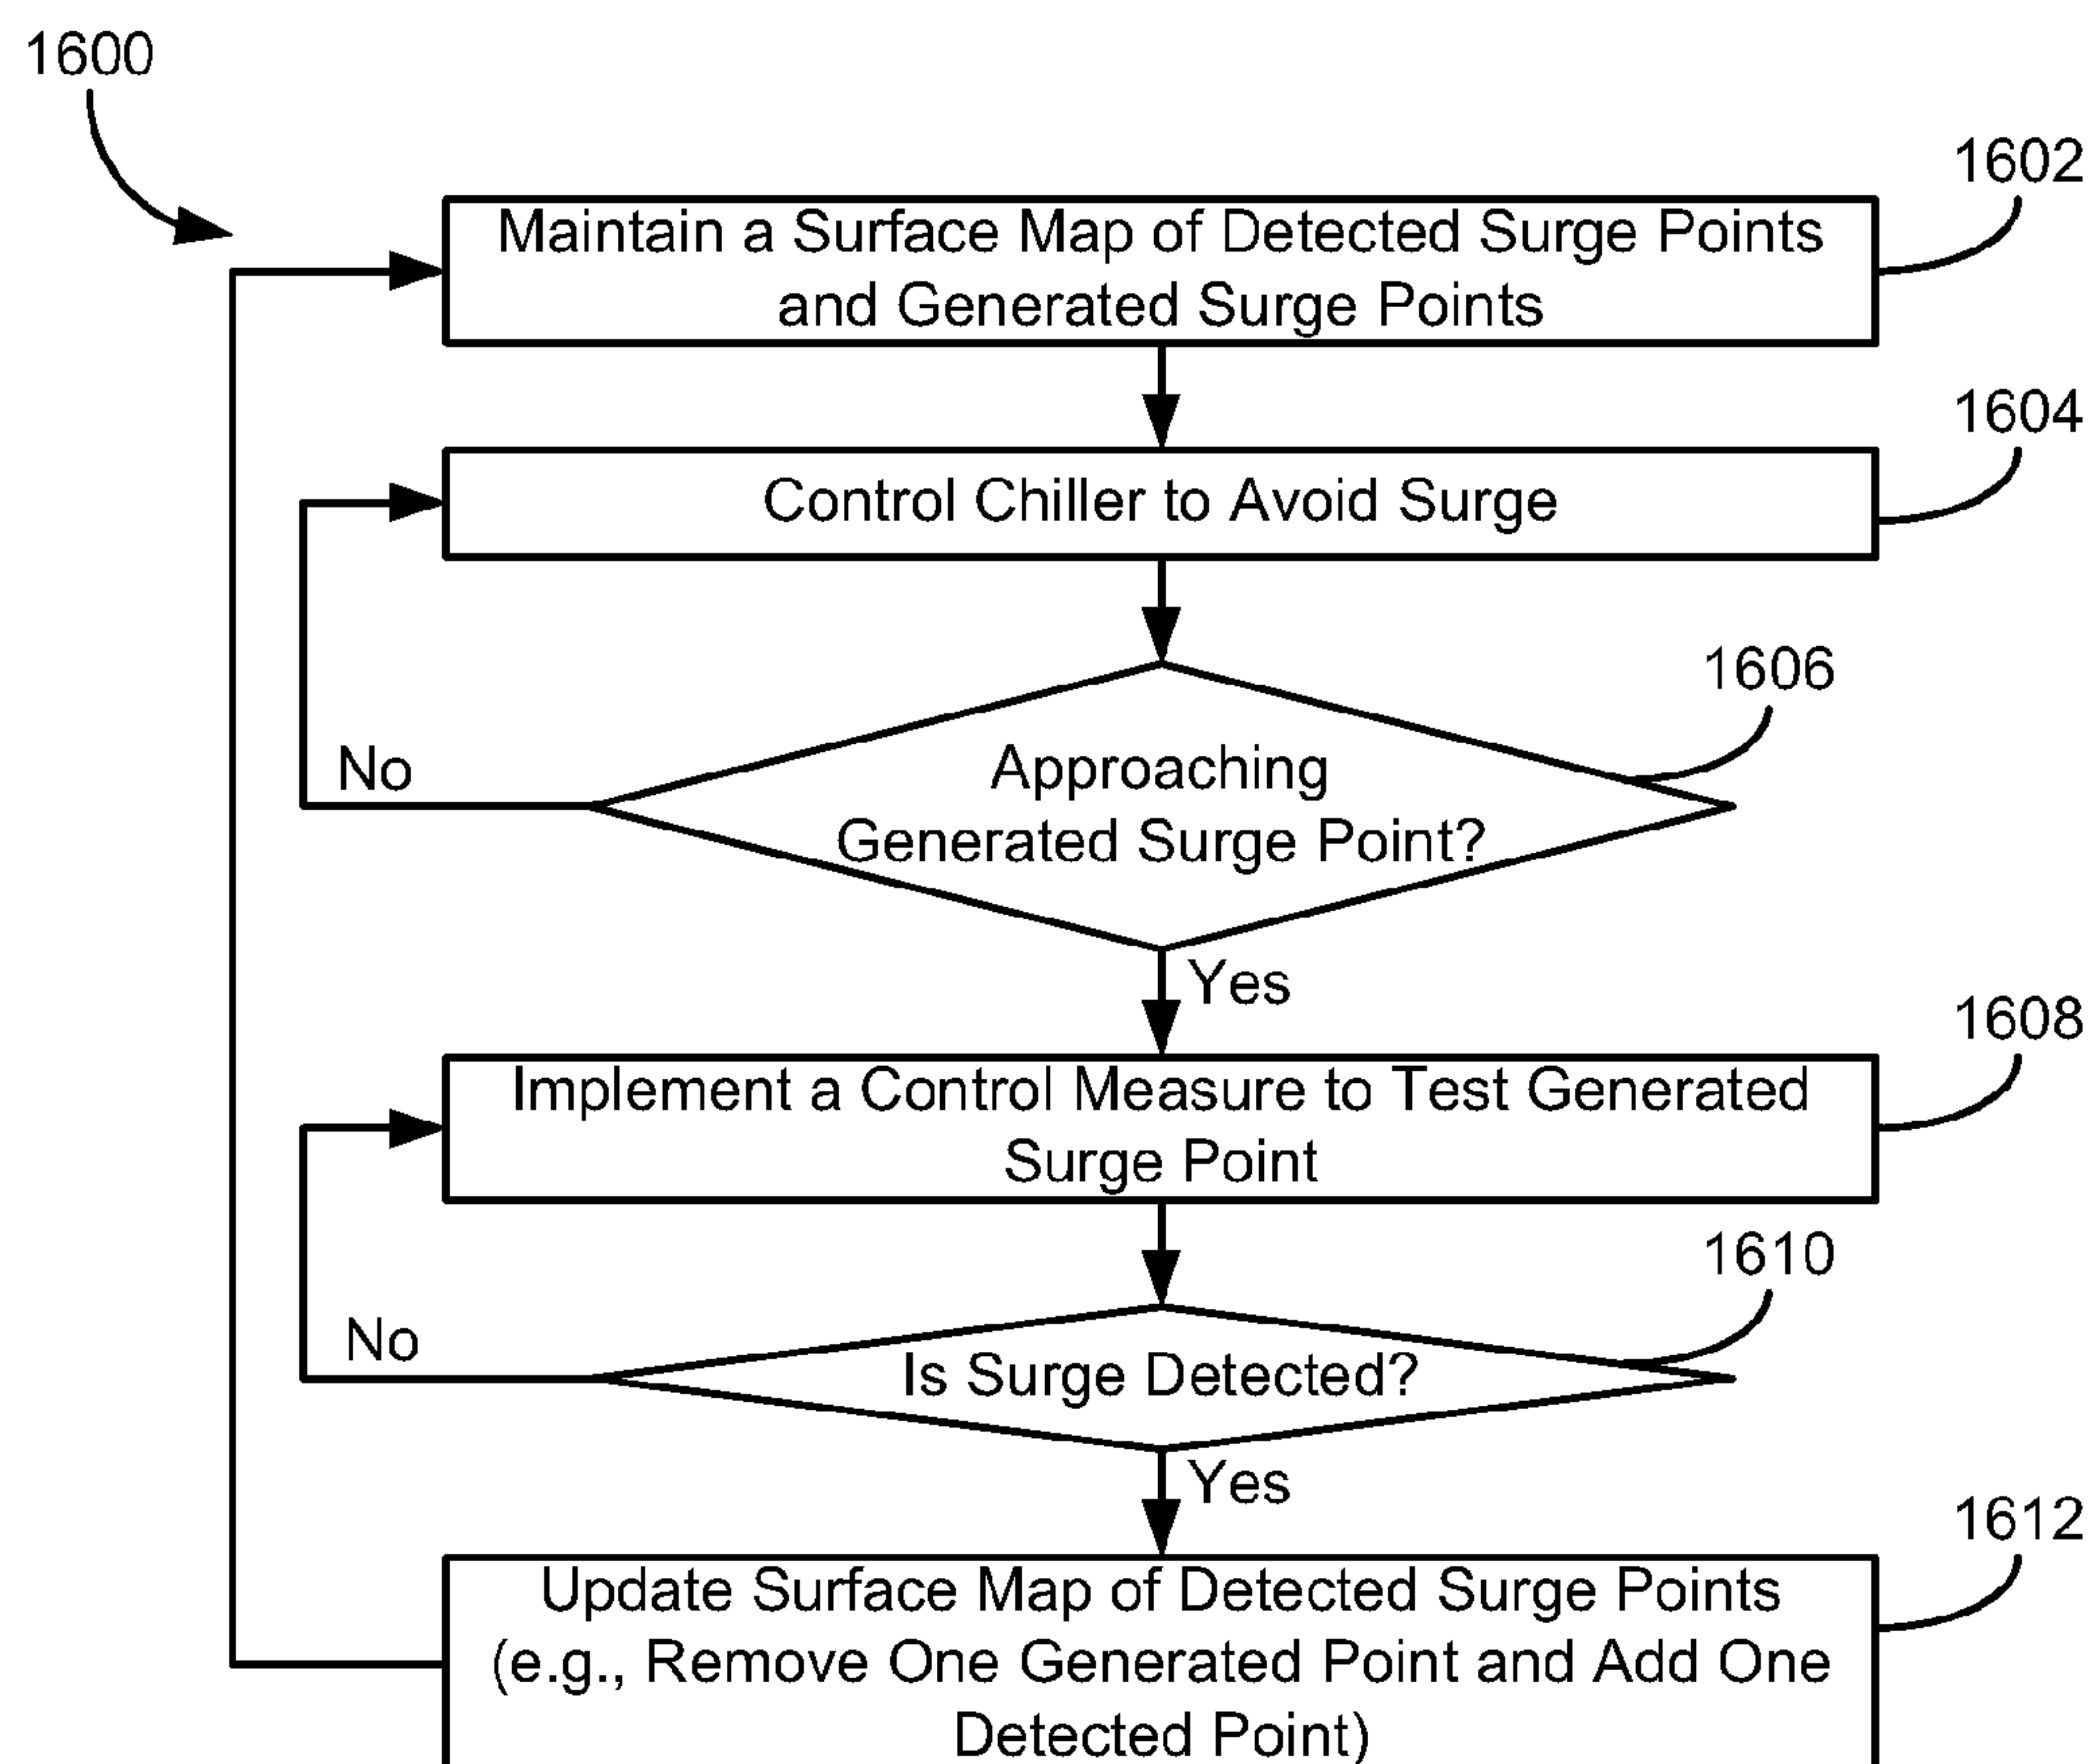 1600
1602
Maintain a Surface Map of Detected Surge Points
and Generated Surge Points
1604
Control Chiller to Avoid Surge
1606
Approaching
Generated Surge Point?
No
Yes
1608
Implement a Control Measure to Test Generated
Surge Point
1610
Is Surge Detected?
No
Yes
1612
Update Surface Map of Detected Surge Points
(e.g., Remove One Generated Point and Add One
Detected Point)